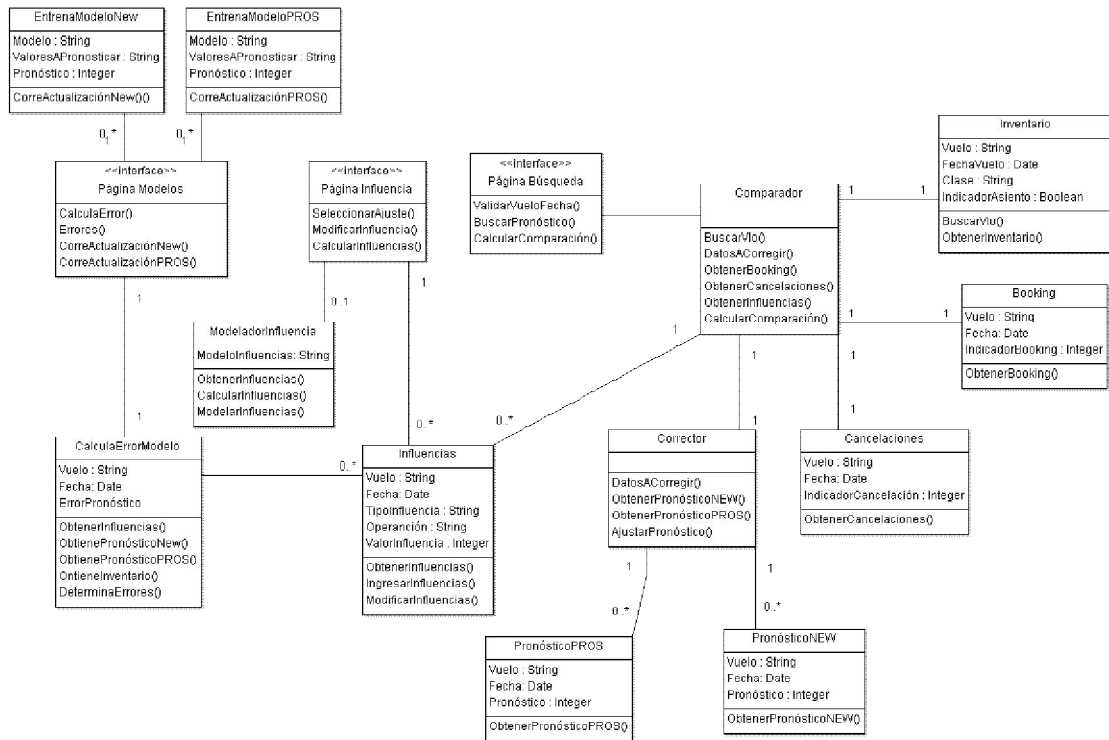 EntrenaModeloNew
Modelo : String
ValoresAPronosticar : String
Pronóstico : Integer
CorreActualizaciónNew()()
EntrenaModeloPROS
Modelo : String
ValoresAPronosticar : String
Pronóstico : Integer
CorreActualizaciónPROS()
0..*
1
0..*
1
<<interface>>
Página Modelos
CalculaError()
Errores()
CorreActualizaciónNew()
CorreActualizaciónPROS()
1
<<interface>>
Página Influencia
SeleccionarAjuste()
ModificarInfluencia()
CalcularInfluencias()
1
0..1
<<interface>>
Página Búsqueda
ValidarVueloFecha()
BuscarPronóstico()
CalcularComparación()
Comparador
BuscarVlo()
DatosACorregir()
ObtenerBooking()
ObtenerCancelaciones()
ObtenerInfluencias()
CalcularComparación()
1
1
Inventario
Vuelo : String
FechaVuelo : Date
Clase : String
IndicadorAsiento : Boolean
BuscarVlo()
ObtenerInventario()
1
1
Booking
Vuelo : String
Fecha: Date
IndicadorBooking : Integer
ObtenerBooking()
ModeladorInfluencia
ModeloInfluencias: String
ObtenerInfluencias()
CalcularInfluencias()
ModelarInfluencias()
1
1
1
1
0..*
0..*
1
1
CalculaErrorModelo
Vuelo : String
Fecha: Date
ErrorPronóstico
ObtenerInfluencias()
ObtienePronósticoNew()
ObtienePronósticoPROS()
OntieneInventario()
DeterminaErrores()
0..*
Influencias
Vuelo : String
Fecha: Date
TipoInfluencia : String
Operanción : String
ValorInfluencia : Integer
ObtenerInfluencias()
IngresarInfluencias()
ModificarInfluencias()
Corrector
DatosACorregir()
ObtenerPronósticoNEW()
ObtenerPronósticoPROS()
AjustarPronóstico()
Cancelaciones
Vuelo : String
Fecha: Date
IndicadorCancelación : Integer
ObtenerCancelaciones()
1
1
0..*
0..*
PronósticoPROS
Vuelo : String
Fecha: Date
Pronóstico : Integer
ObtenerPronósticoPROS()
PronósticoNEW
Vuelo : String
Fecha: Date
Pronóstico : Integer
ObtenerPronósticoNEW()